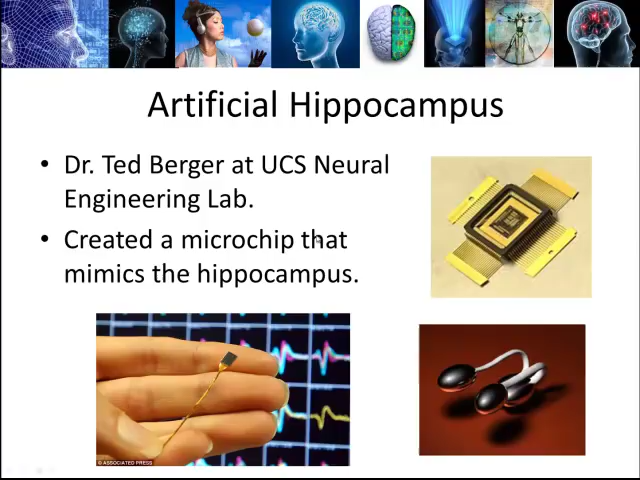 Artificial Hippocampus
• Dr. Ted Berger at UCS Neural
Engineering Lab.
• Created a microchip that
mimics the hippocampus.
© ASSOCIATED PRESS